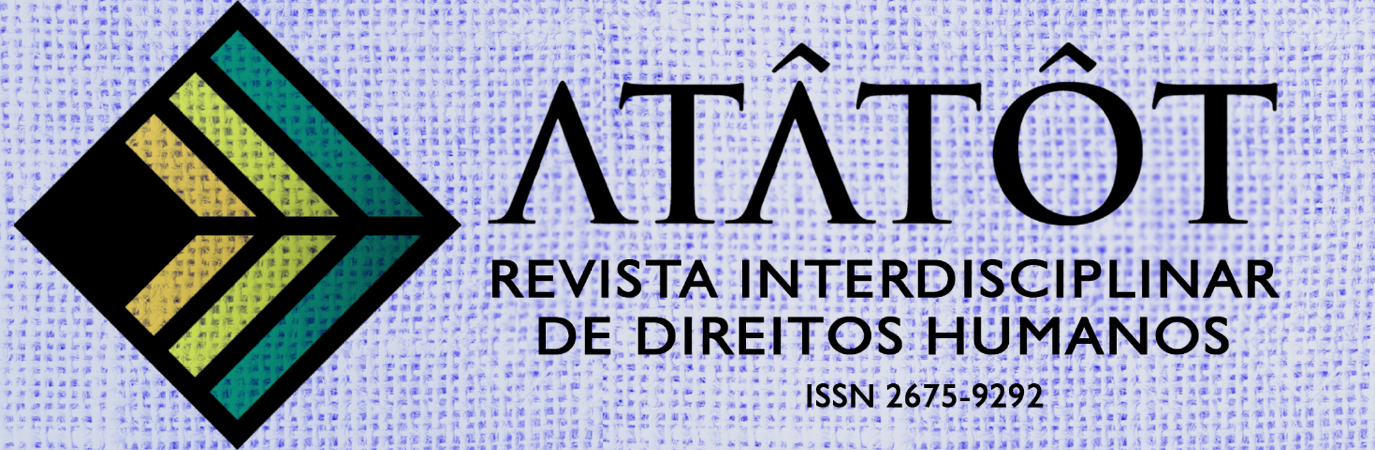 ATÂTÔT
REVISTA INTERDISCIPLINAR
DE DIREITOS HUMANOS
ISSN 2675-9292